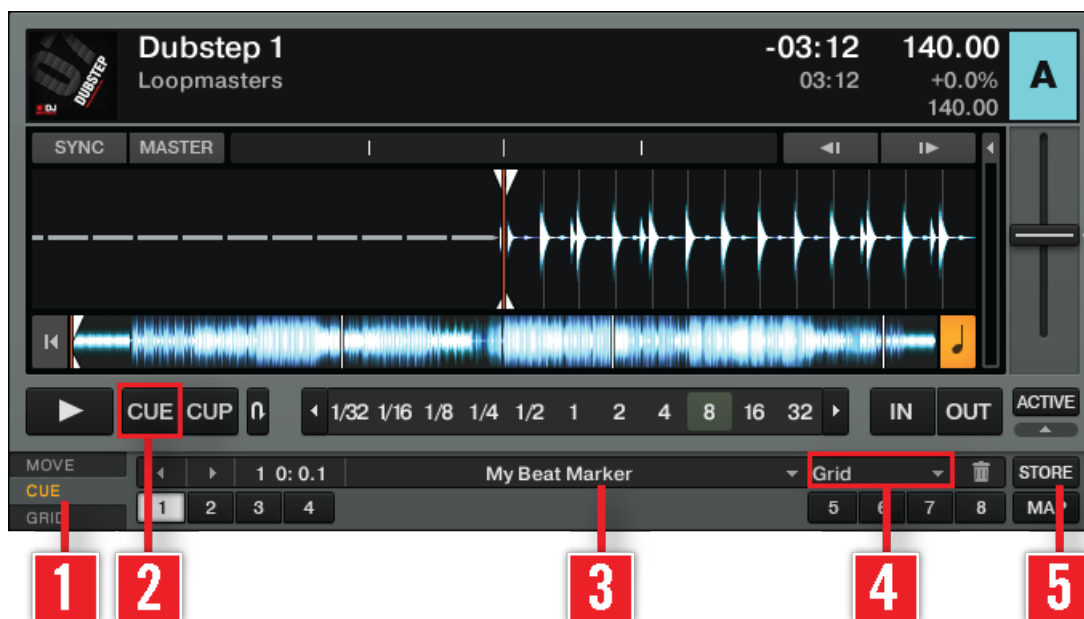 DUBSTEP
DJ
Dubstep 1
Loopmasters
-03:12
03:12
140.00
+0.0%
140.00
A
SYNC MASTER
CUE CUP
1/32 1/16 1/8 1/4 1/2 1 2 4 8 16 32
IN OUT
ACTIVE
MOVE
CUE
GRID
1 0: 0.1
My Beat Marker
Grid
STORE
1 2 3 4
5 6 7 8
MAP
1 2 3 4 5